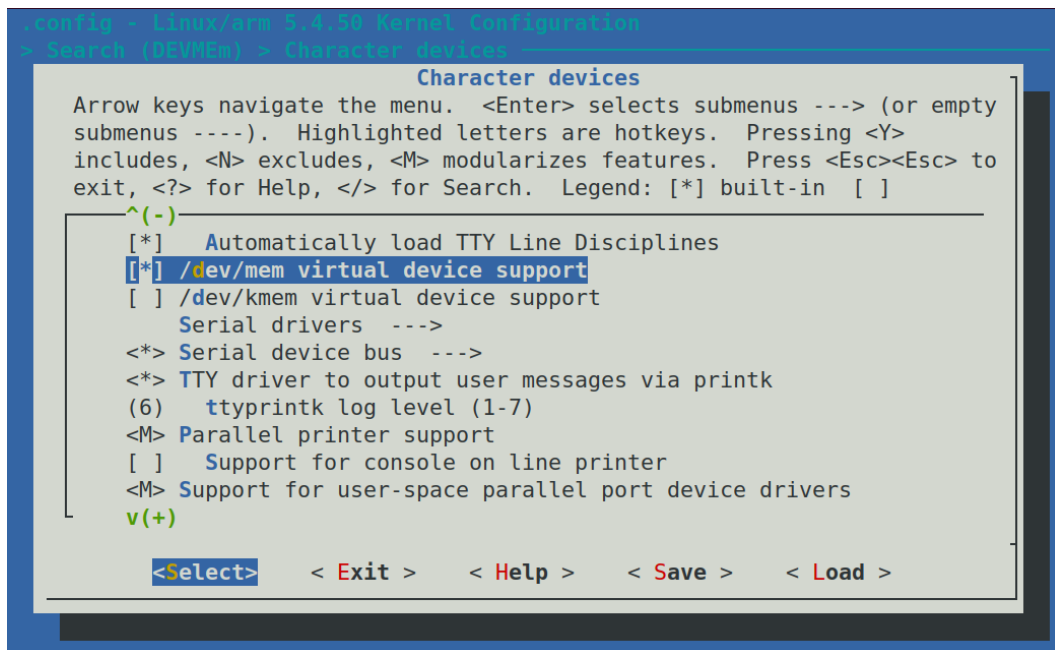 .config - Linux/arm 5.4.50 Kernel Configuration
> Search (DEVMEm) > Character devices
Character devices
Arrow keys navigate the menu.  <Enter> selects submenus ---> (or empty
submenus ----).  Highlighted letters are hotkeys.  Pressing <Y>
includes, <N> excludes, <M> modularizes features.  Press <Esc><Esc> to
exit, <?> for Help, </> for Search.  Legend: [*] built-in  [ ]
^(-)
[*]   Automatically load TTY Line Disciplines
[*] /dev/mem virtual device support
[ ] /dev/kmem virtual device support
Serial drivers  --->
<*> Serial device bus  --->
<*> TTY driver to output user messages via printk
(6)   ttyprintk log level (1-7)
<M> Parallel printer support
[ ]   Support for console on line printer
<M> Support for user-space parallel port device drivers
v(+)
<Select>    < Exit >    < Help >    < Save >    < Load >